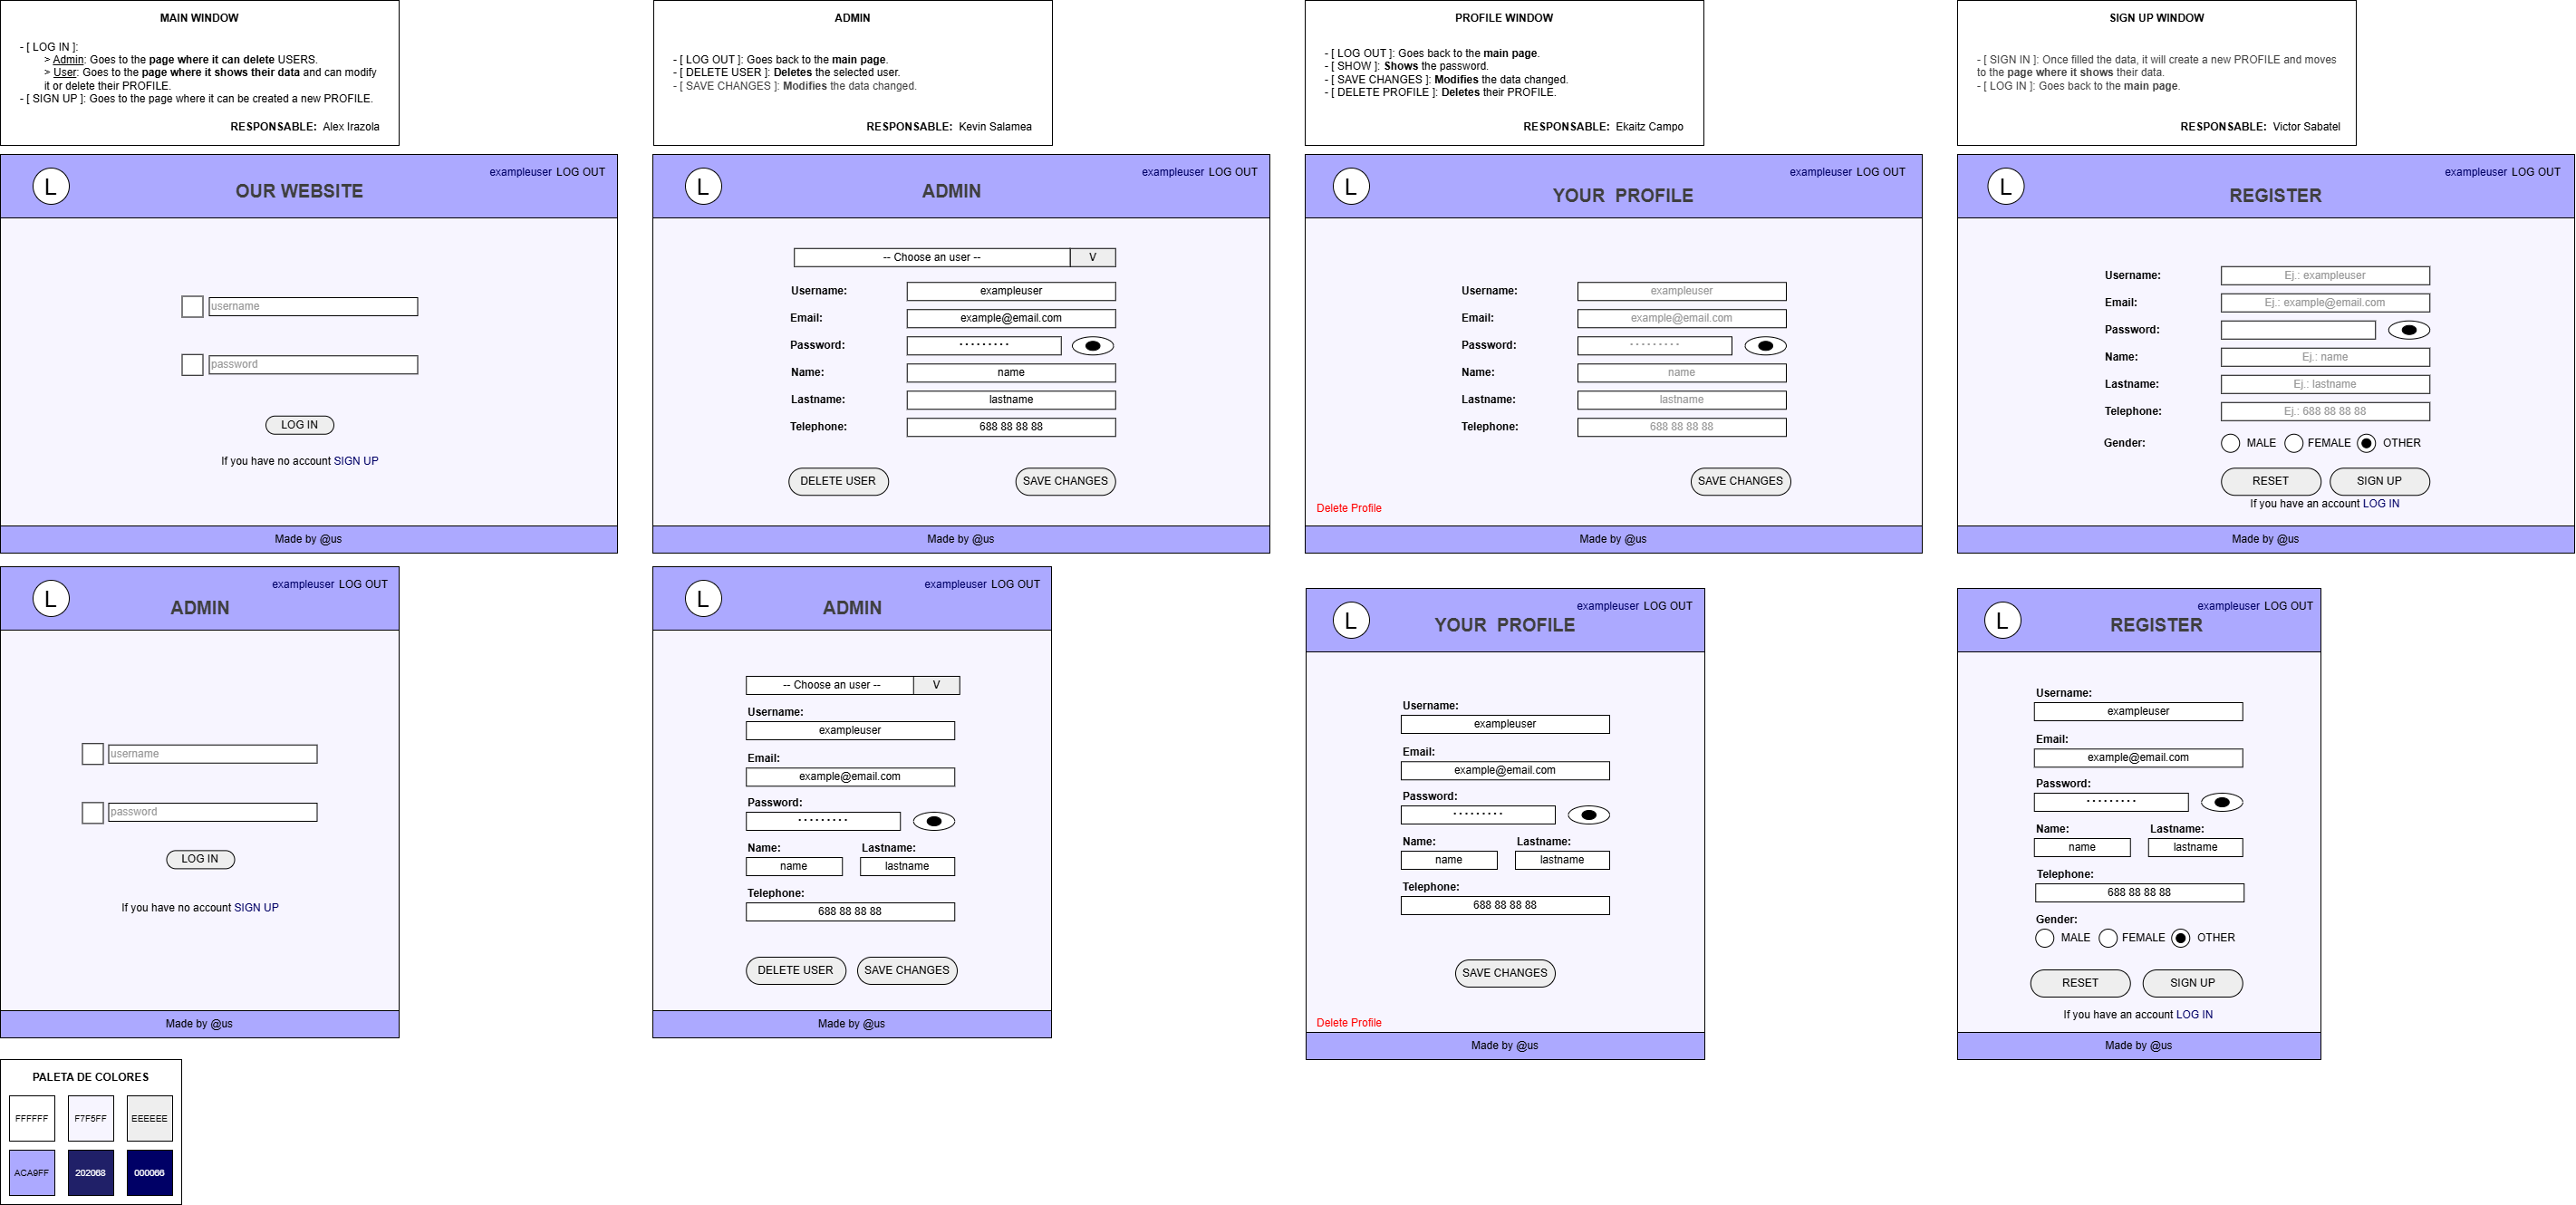 MAIN WINDOW
- [ LOG IN ]:
> Admin: Goes to the page where it can delete USERS.
> User: Goes to the page where it shows their data and can modify
it or delete their PROFILE.
- [ SIGN UP ]: Goes to the page where it can be created a new PROFILE.
RESPONSABLE: Alex Irazola
ADMIN
- [ LOG OUT ]: Goes back to the main page.
- [ DELETE USER ]: Deletes the selected user.
- [ SAVE CHANGES ]: Modifies the data changed.
RESPONSABLE: Kevin Salamea
PROFILE WINDOW
- [ LOG OUT ]: Goes back to the main page.
- [ SHOW ]: Shows the password.
- [ SAVE CHANGES ]: Modifies the data changed.
- [ DELETE PROFILE ]: Deletes their PROFILE.
RESPONSABLE: Ekaitz Campo
SIGN UP WINDOW
- [ SIGN IN ]: Once filled the data, it will create a new PROFILE and moves
to the page where it shows their data.
- [ LOG IN ]: Goes back to the main page.
RESPONSABLE: Victor Sabatel
L
exampleuser LOG OUT
OUR WEBSITE
username
password
LOG IN
If you have no account SIGN UP
Made by @us
L
exampleuser LOG OUT
ADMIN
-- Choose an user -- V
Username: exampleuser
Email: example@email.com
Password: ·········
Name: name
Lastname: lastname
Telephone: 688 88 88 88
DELETE USER SAVE CHANGES
Made by @us
L
exampleuser LOG OUT
YOUR PROFILE
Username: exampleuser
Email: example@email.com
Password: ·········
Name: name
Lastname: lastname
Telephone: 688 88 88 88
SAVE CHANGES
Delete Profile
Made by @us
L
exampleuser LOG OUT
REGISTER
Username: Ej.: exampleuser
Email: Ej.: example@email.com
Password:
Name: Ej.: name
Lastname: Ej.: lastname
Telephone: Ej.: 688 88 88 88
Gender: MALE FEMALE OTHER
RESET SIGN UP
If you have an account LOG IN
Made by @us
L
exampleuser LOG OUT
ADMIN
username
password
LOG IN
If you have no account SIGN UP
Made by @us
L
exampleuser LOG OUT
ADMIN
-- Choose an user -- V
Username:
exampleuser
Email:
example@email.com
Password:
·········
Name: Lastname:
name lastname
Telephone:
688 88 88 88
DELETE USER SAVE CHANGES
Made by @us
L
exampleuser LOG OUT
YOUR PROFILE
Username:
exampleuser
Email:
example@email.com
Password:
·········
Name: Lastname:
name lastname
Telephone:
688 88 88 88
SAVE CHANGES
Delete Profile
Made by @us
L
exampleuser LOG OUT
REGISTER
Username:
exampleuser
Email:
example@email.com
Password:
·········
Name: Lastname:
name lastname
Telephone:
688 88 88 88
Gender:
MALE FEMALE OTHER
RESET SIGN UP
If you have an account LOG IN
Made by @us
PALETA DE COLORES
FFFFFF F7F5FF EEEEEE
ACA9FF 202068 000066